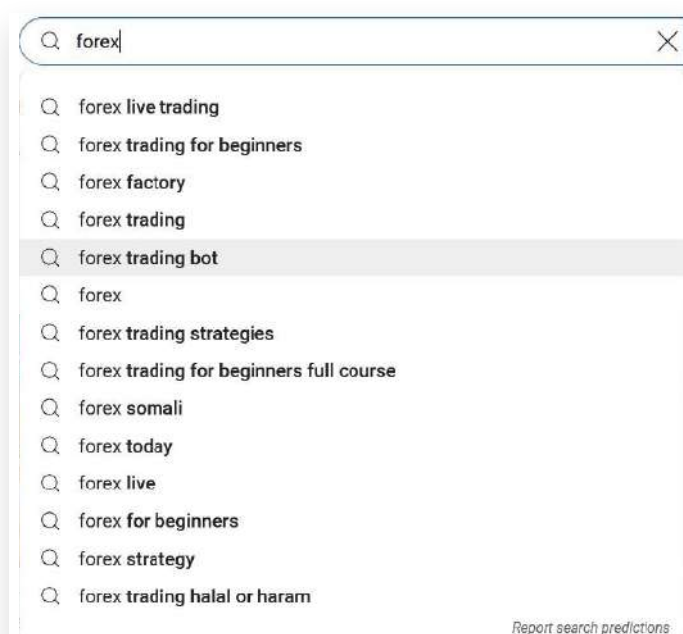 forex
forex live trading
forex trading for beginners
forex factory
forex trading
forex trading bot
forex
forex trading strategies
forex trading for beginners full course
forex somali
forex today
forex live
forex for beginners
forex strategy
forex trading halal or haram
Report search predictions